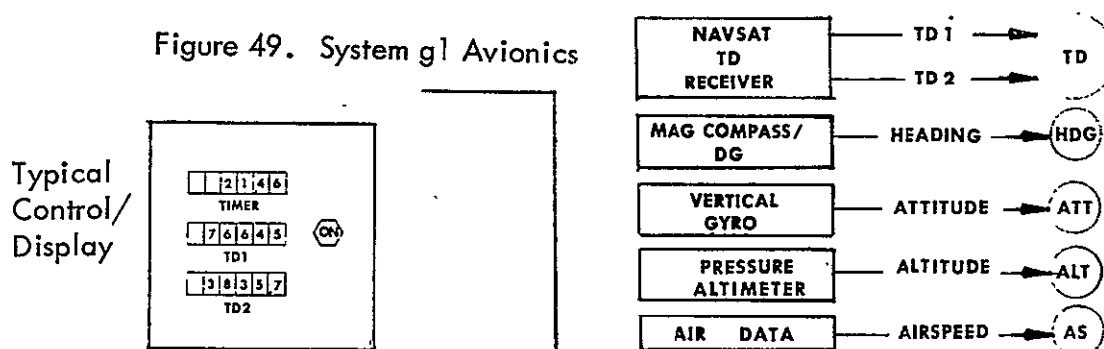 Figure 49. System g1 Avionics
Typical
Control/
Display
2 1 4 6
TIMER
7 6 6 4 5
TD1
3 8 3 5 7
TD2
ON
NAVSAT
TD
RECEIVER
TD 1
TD 2
TD
MAG COMPASS/
DG
HEADING
HDG
VERTICAL
GYRO
ATTITUDE
ATT
PRESSURE
ALTIMETER
ALTITUDE
ALT
AIR DATA
AIRSPEED
AS